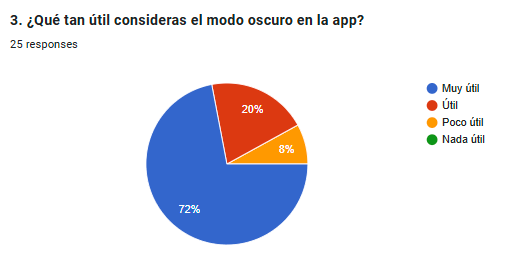 3. ¿Qué tan útil consideras el modo oscuro en la app?
25 responses
Muy útil
Útil
Poco útil
Nada útil
20%
8%
72%